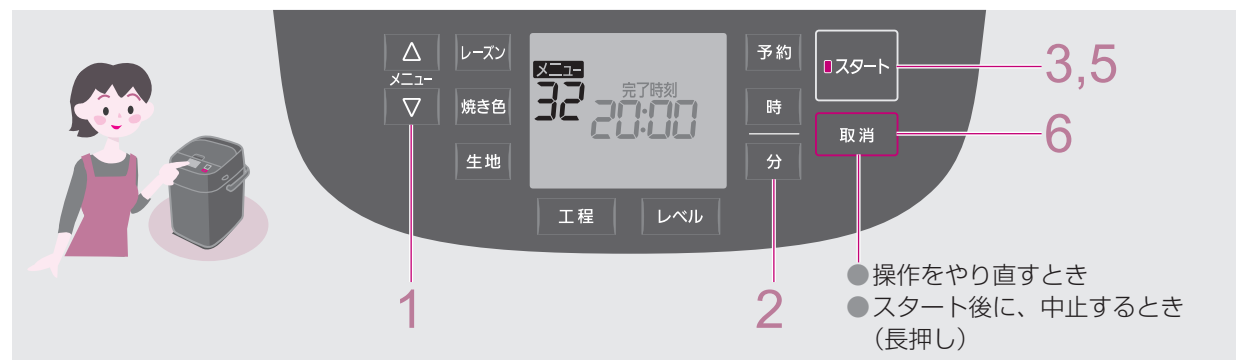 △
メニュー
▽
レーズン
焼き色
生地
メニュー
32
完了時刻
20:00
工程
レベル
予約
時
分
スタート
取消
3,5
6
1
2
●操作をやり直すとき
●スタート後に、中止するとき
（長押し）